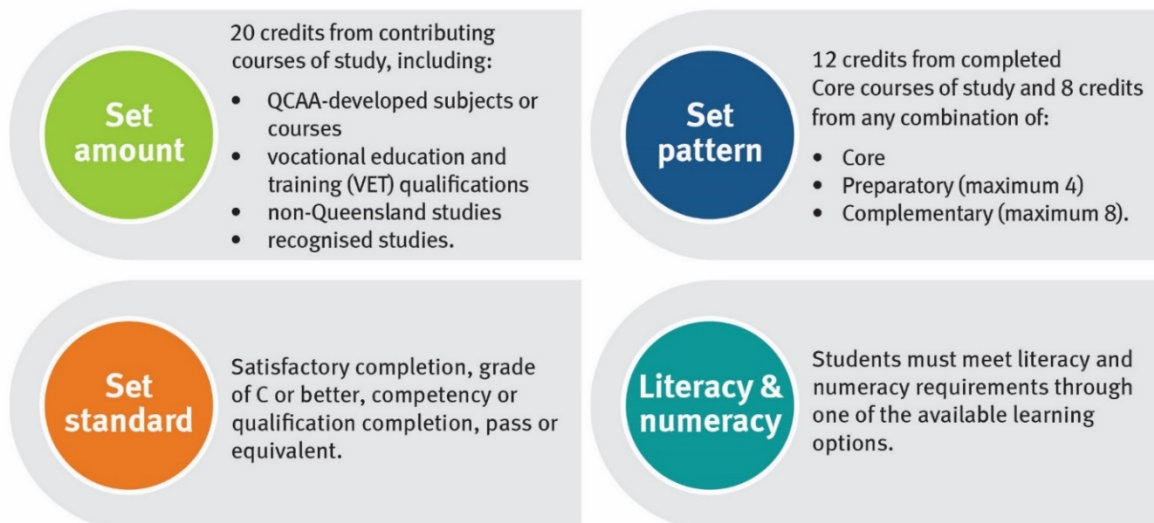 Set
amount
20 credits from contributing
courses of study, including:
• QCAA-developed subjects or
courses
• vocational education and
training (VET) qualifications
• non-Queensland studies
• recognised studies.
Set
pattern
12 credits from completed
Core courses of study and 8 credits
from any combination of:
• Core
• Preparatory (maximum 4)
• Complementary (maximum 8).
Set
standard
Satisfactory completion, grade
of C or better, competency or
qualification completion, pass or
equivalent.
Literacy &
numeracy
Students must meet literacy and
numeracy requirements through
one of the available learning
options.